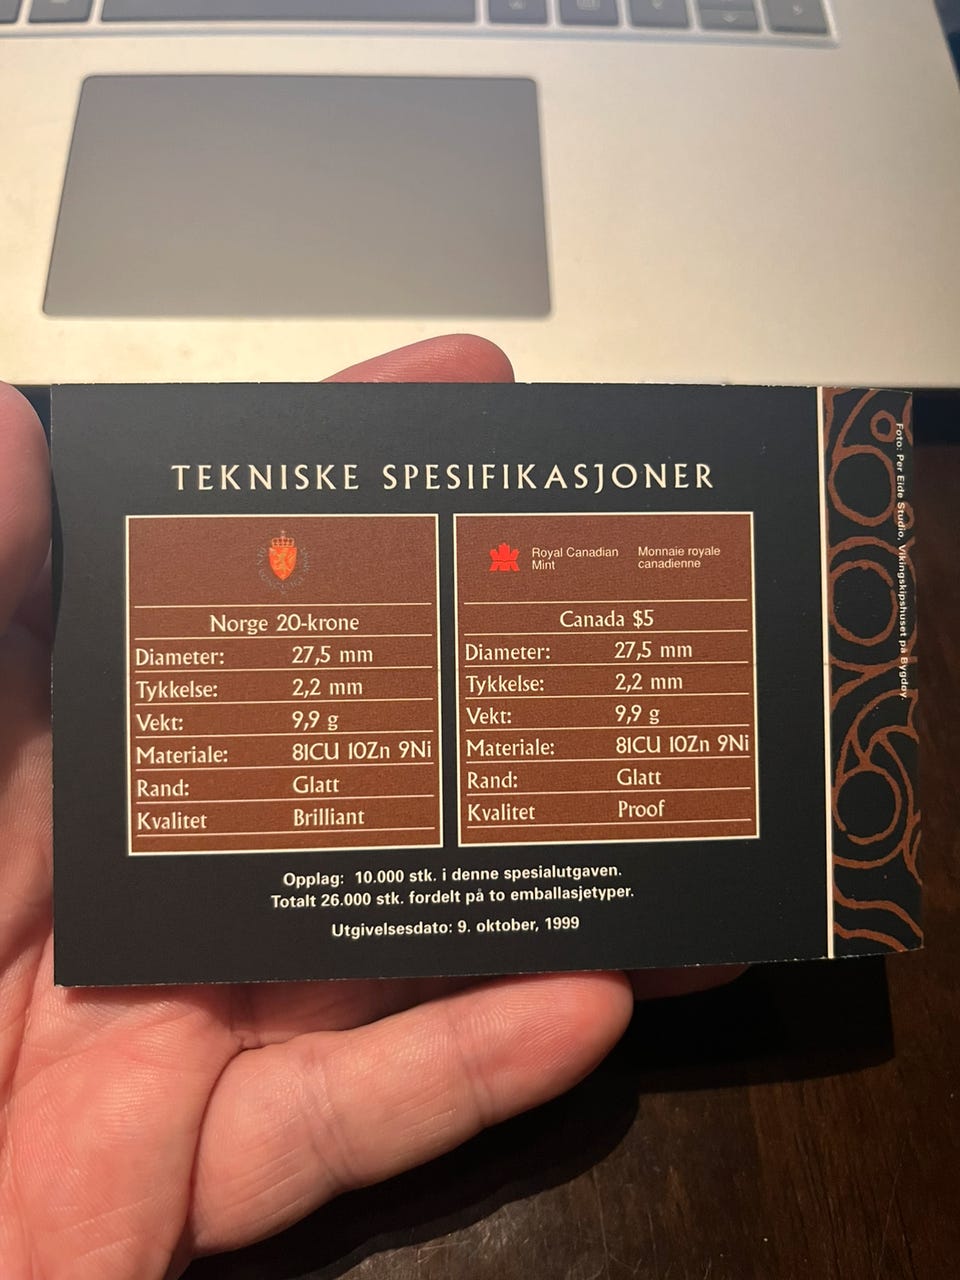 TEKNISKE SPESIFIKASJONER
Norge 20-krone
Diameter: 27,5 mm
Tykkelse: 2,2 mm
Vekt: 9,9 g
Materiale: 81CU 10Zn 9Ni
Rand: Glatt
Kvalitet Brilliant
Royal Canadian Mint
Monnaie royale canadienne
Canada $5
Diameter: 27,5 mm
Tykkelse: 2,2 mm
Vekt: 9,9 g
Materiale: 81CU 10Zn 9Ni
Rand: Glatt
Kvalitet Proof
Opplag: 10.000 stk. i denne spesialutgaven.
Totalt 26.000 stk. fordelt på to emballasjetyper.
Utgivelsesdato: 9. oktober, 1999
Foto: Per Eide Studio, Vikingskipshuset på Bygdøy.